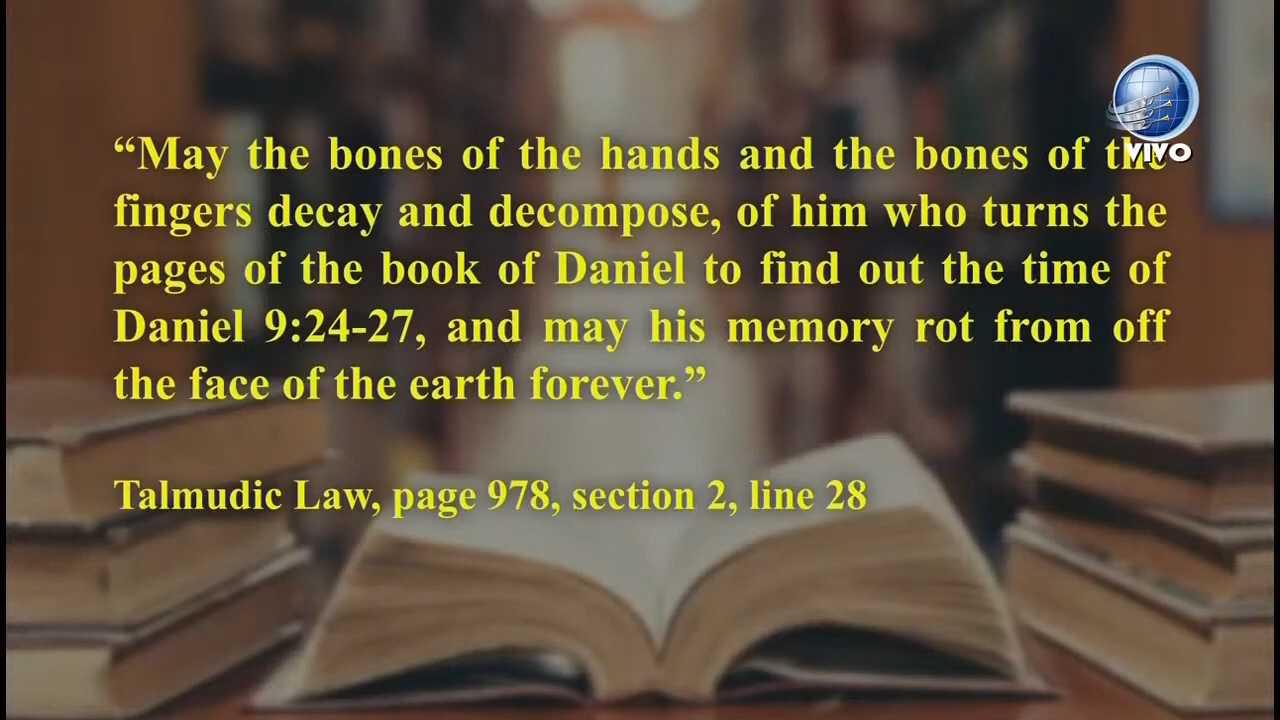 “May the bones of the hands and the bones of the
fingers decay and decompose, of him who turns the
pages of the book of Daniel to find out the time of
Daniel 9:24-27, and may his memory rot from off
the face of the earth forever.”
Talmudic Law, page 978, section 2, line 28
VIVO